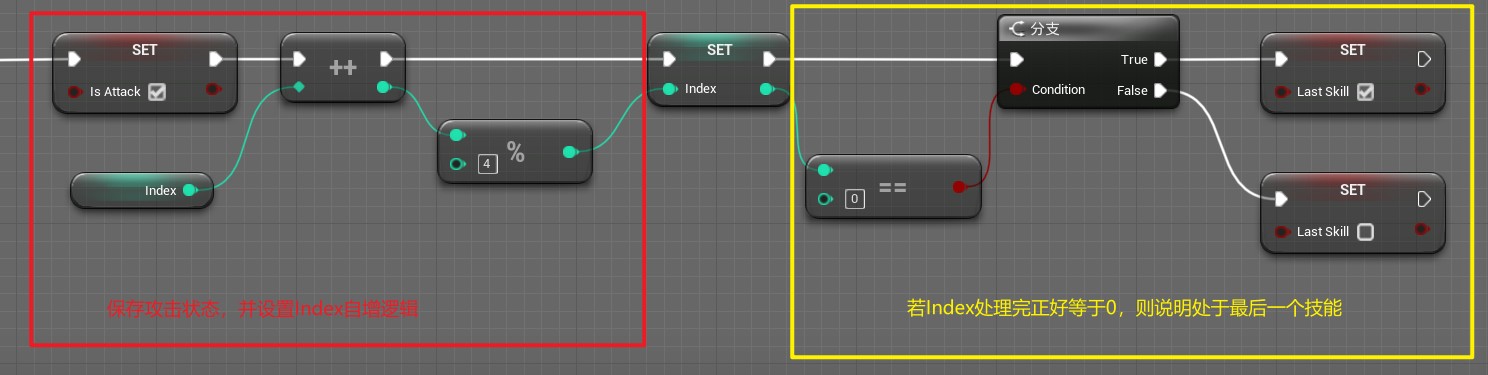 SET
Is Attack
Index
++
4 %
SET
Index
0 ==
分支
True
Condition False
SET
Last Skill
SET
Last Skill
保存攻击状态，并设置Index自增逻辑
若Index处理完正好等于0，则说明处于最后一个技能